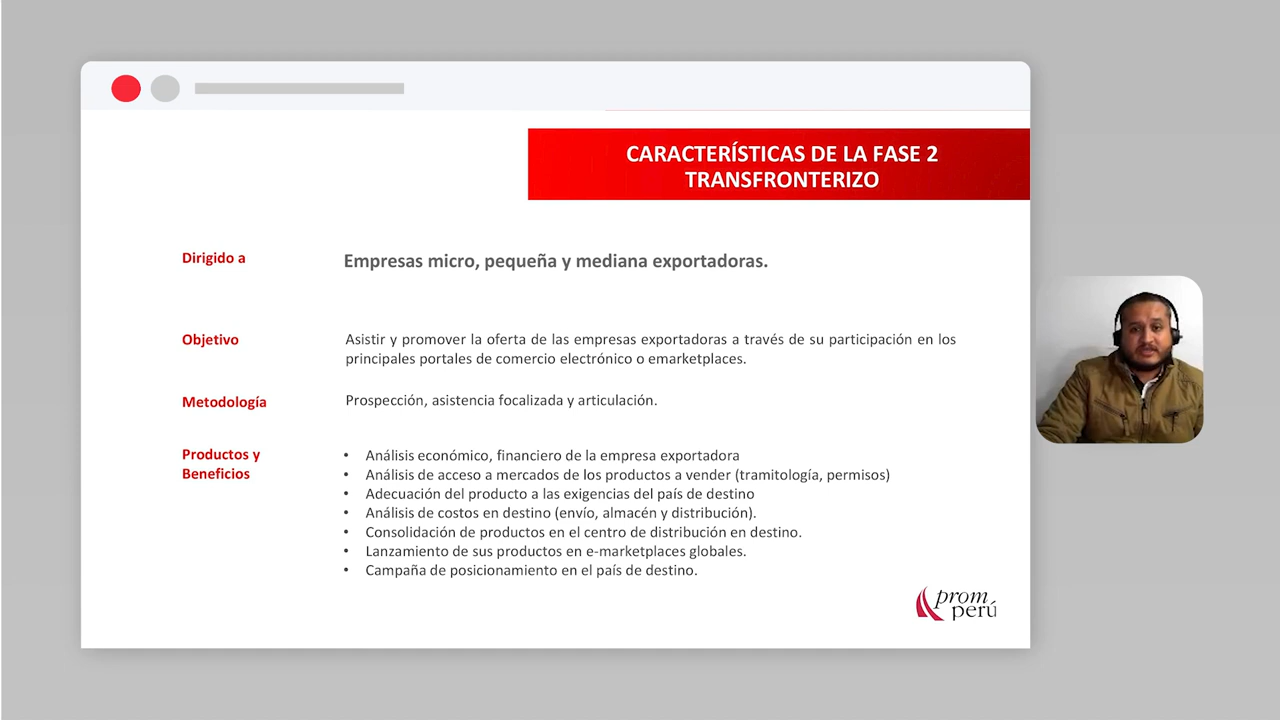 CARACTERÍSTICAS DE LA FASE 2
TRANSFRONTERIZO
Dirigido a
Empresas micro, pequeña y mediana exportadoras.
Objetivo
Asistir y promover la oferta de las empresas exportadoras a través de su participación en los
principales portales de comercio electrónico o emarketplaces.
Metodología
Prospección, asistencia focalizada y articulación.
Productos y
Beneficios
• Análisis económico, financiero de la empresa exportadora
• Análisis de acceso a mercados de los productos a vender (tramitología, permisos)
• Adecuación del producto a las exigencias del país de destino
• Análisis de costos en destino (envío, almacén y distribución).
• Consolidación de productos en el centro de distribución en destino.
• Lanzamiento de sus productos en e-marketplaces globales.
• Campaña de posicionamiento en el país de destino.
prom
perú